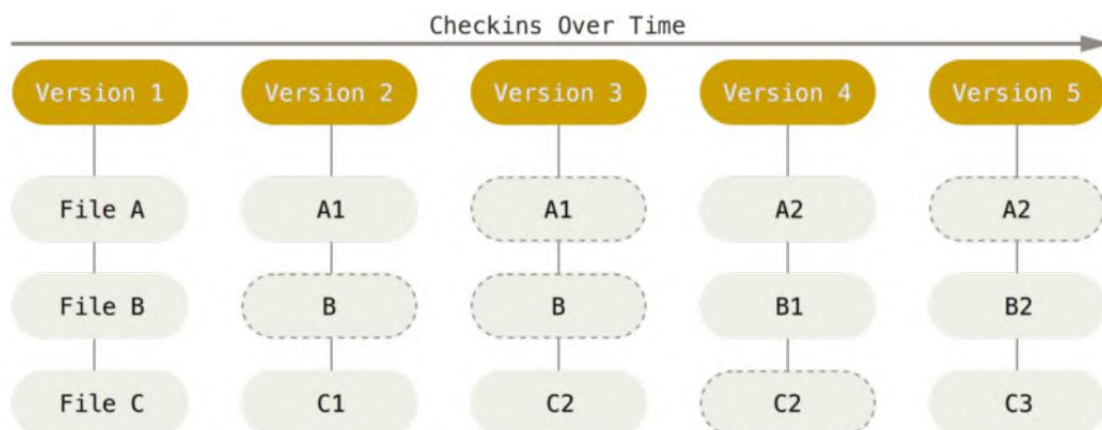 Checkins Over Time
Version 1 Version 2 Version 3 Version 4 Version 5
File A A1 A1 A2 A2
File B B B B1 B2
File C C1 C2 C2 C3